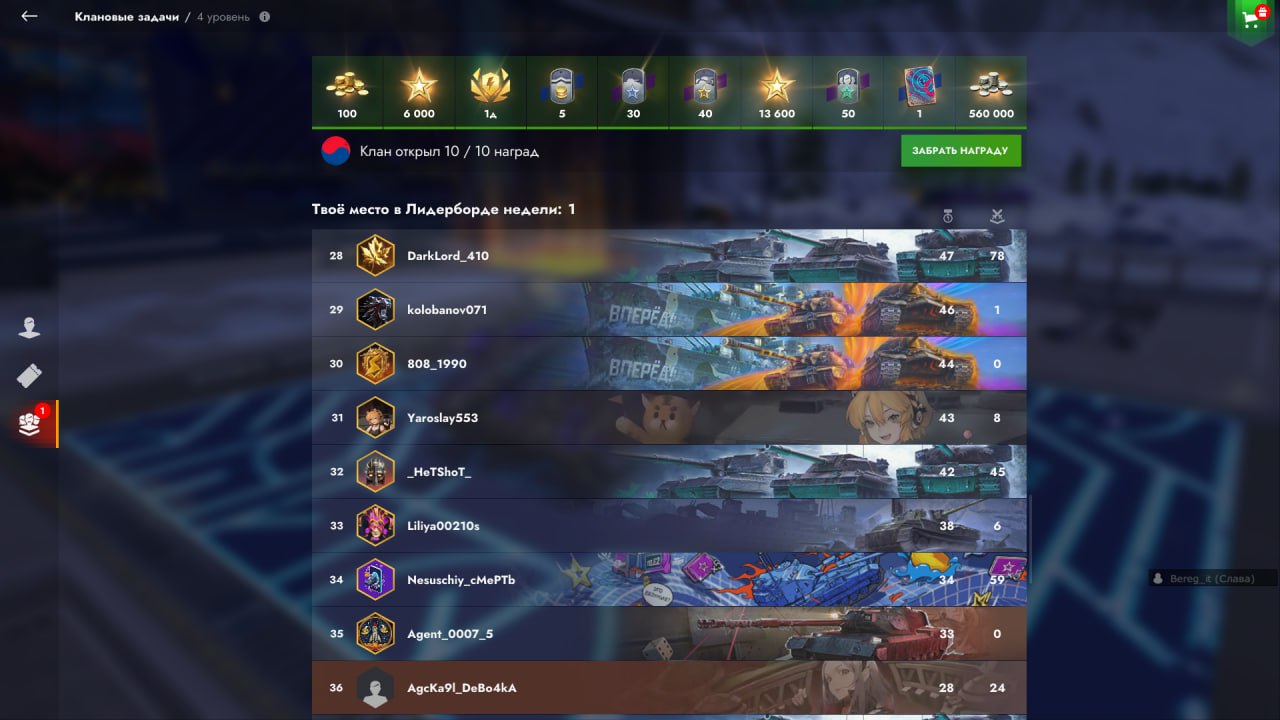 Клановые задачи / 4 уровень
100 6 000 1д 5 30 40 13 600 50 1 560 000
Клан открыл 10 / 10 наград
ЗАБРАТЬ НАГРАДУ
Твоё место в Лидерборде недели: 1
28 DarkLord_410 47 78
29 kolobanov071 ВПЕРЁД! 46 1
30 808_1990 ВПЕРЁД! 44 0
31 Yaroslay553 43 8
32 _HeTShoT_ 42 45
1
33 Liliya00210s 38 6
34 Nesuschiy_cMePTb 34 59
Bereg_it (Слава)
35 Agent_0007_5 33 0
36 AgcKa9l_DeBo4kA 28 24